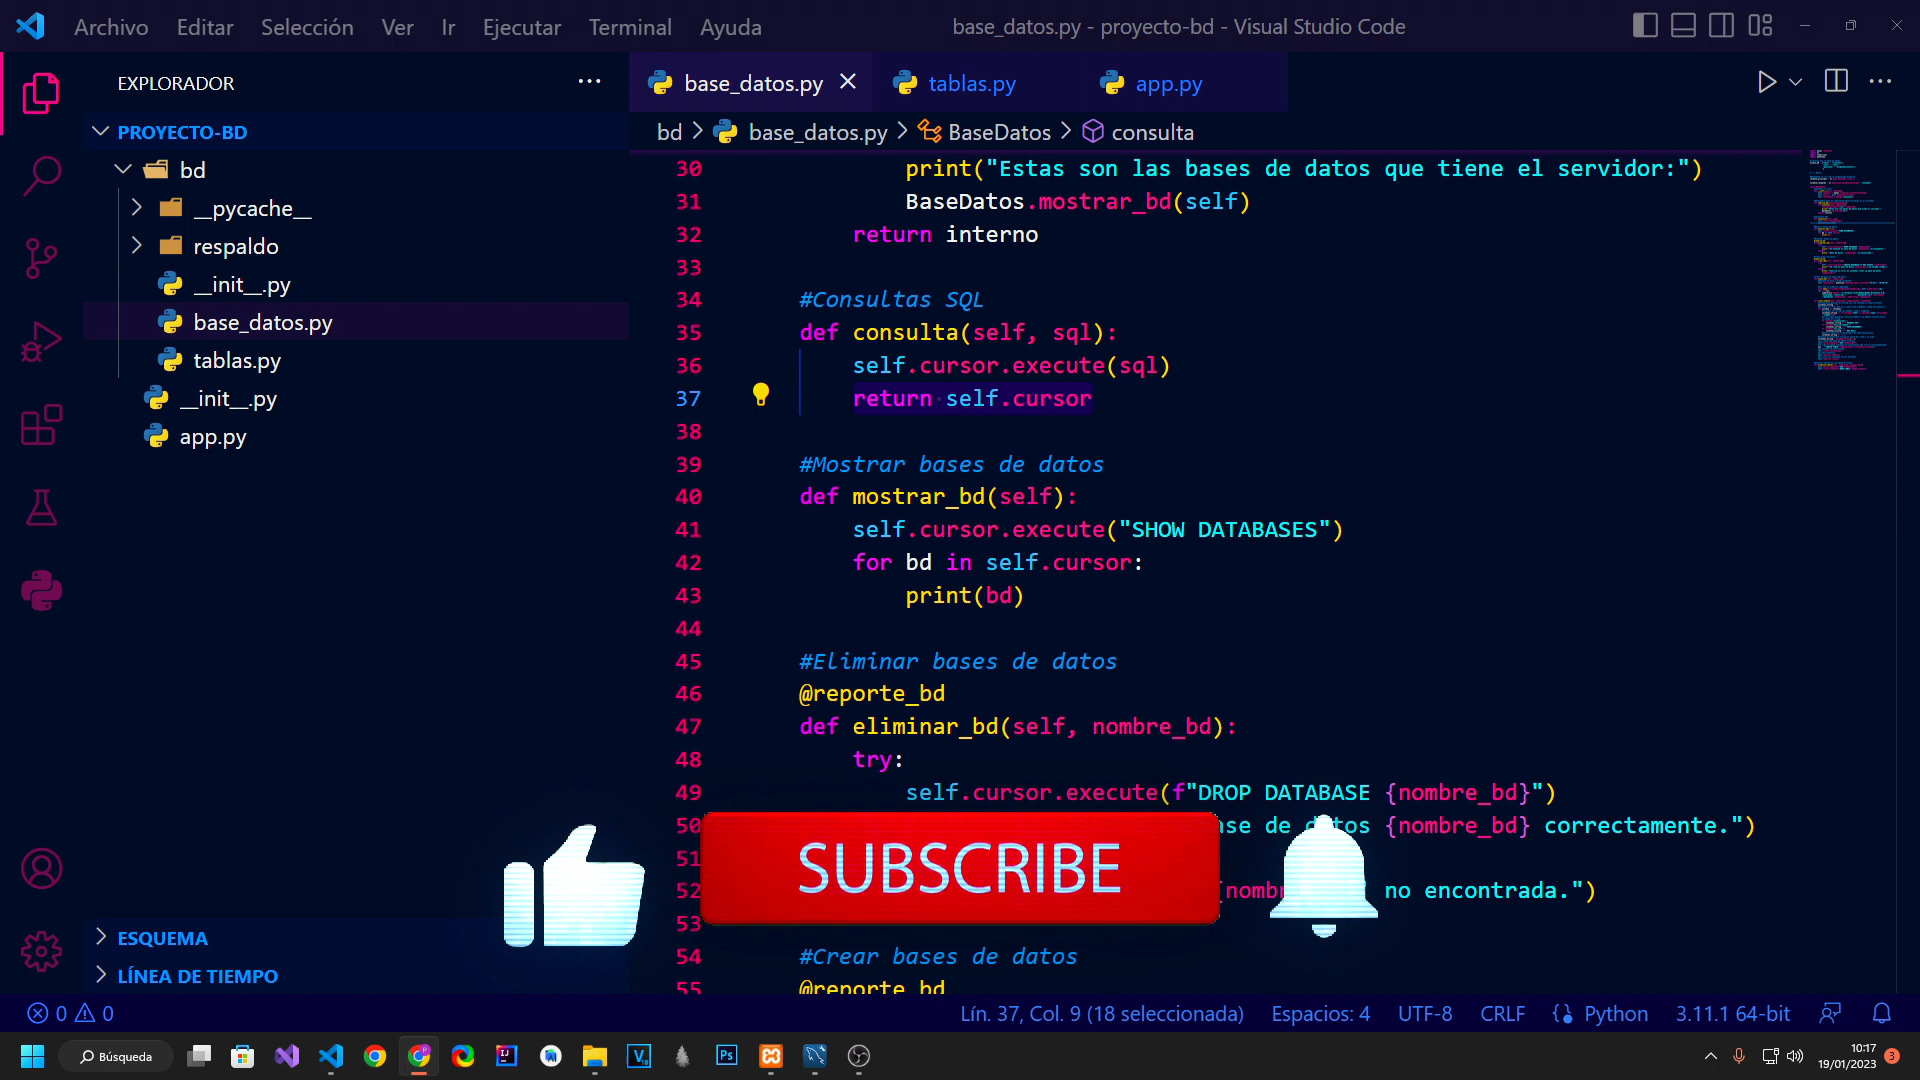 Archivo Editar Selección Ver Ir Ejecutar Terminal Ayuda
base_datos.py - proyecto-bd - Visual Studio Code
EXPLORADOR
PROYECTO-BD
bd
__pycache__
respaldo
__init__.py
base_datos.py
tablas.py
__init__.py
app.py
ESQUEMA
LÍNEA DE TIEMPO
base_datos.py tablas.py app.py
bd > base_datos.py > BaseDatos > consulta
30 print("Estas son las bases de datos que tiene el servidor:")
31 BaseDatos.mostrar_bd(self)
32 return interno
33
34 #Consultas SQL
35 def consulta(self, sql):
36 self.cursor.execute(sql)
37 return self.cursor
38
39 #Mostrar bases de datos
40 def mostrar_bd(self):
41 self.cursor.execute("SHOW DATABASES")
42 for bd in self.cursor:
43 print(bd)
44
45 #Eliminar bases de datos
46 @reporte_bd
47 def eliminar_bd(self, nombre_bd):
48 try:
49 self.cursor.execute(f"DROP DATABASE {nombre_bd}")
50 de {nombre_bd} correctamente.")
51
52 no encontrada.")
53
54 #Crear bases de datos
55 @reporte_bd
SUBSCRIBE
0 0
Lín. 37, Col. 9 (18 seleccionada) Espacios: 4 UTF-8 CRLF Python 3.11.1 64-bit
Búsqueda
10:17
19/01/2023
3